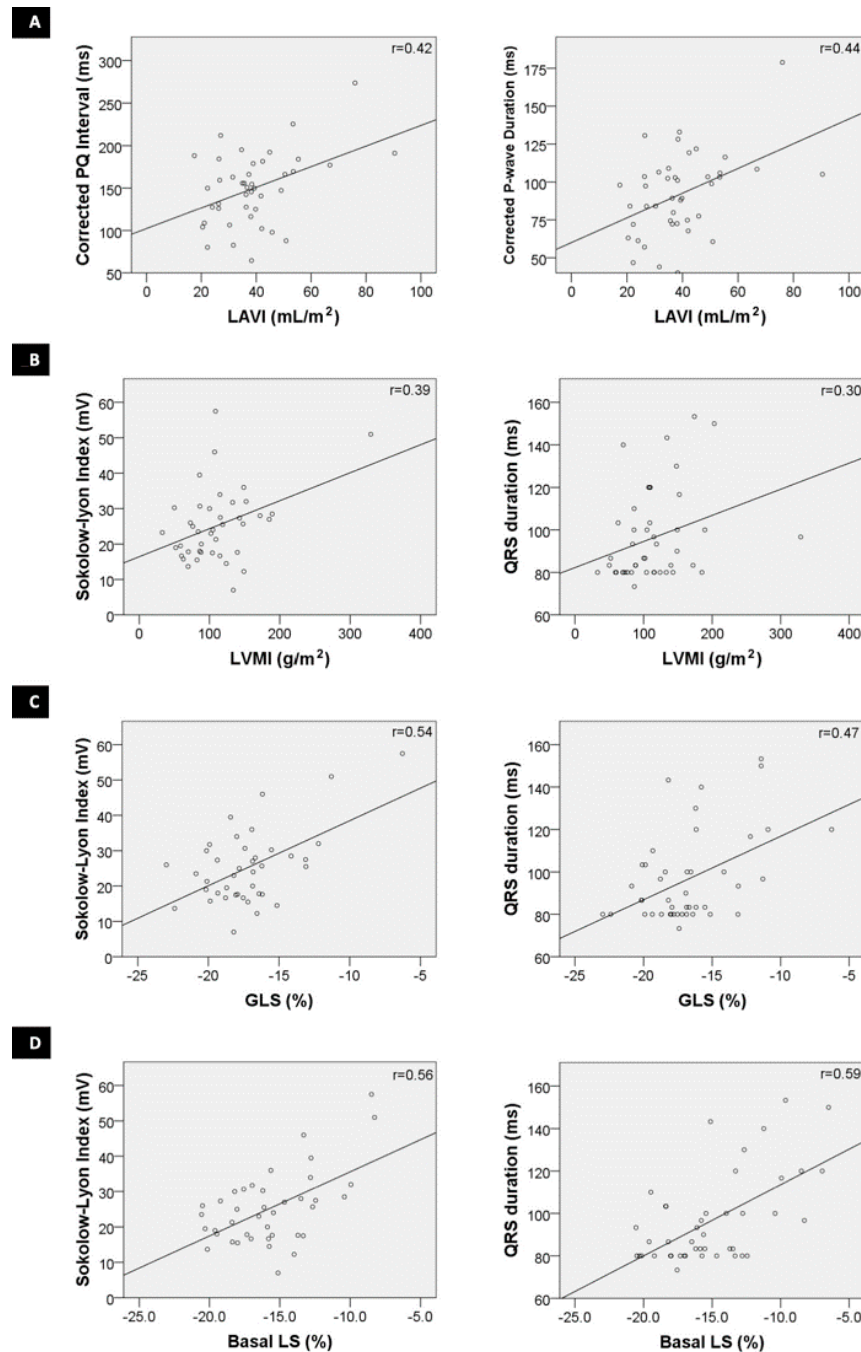 A
r=0.42
Corrected PQ Interval (ms)
300
250
200
150
100
50
0 20 40 60 80 100
LAVI (mL/m²)
r=0.44
Corrected P-wave Duration (ms)
175
150
125
100
75
50
0 20 40 60 80 100
LAVI (mL/m²)
B
r=0.39
Sokolow-lyon Index (mV)
60
50
40
30
20
10
0
0 100 200 300 400
LVMI (g/m²)
r=0.30
QRS duration (ms)
160
140
120
100
80
60
0 100 200 300 400
LVMI (g/m²)
C
r=0.54
Sokolow-Lyon Index (mV)
60
50
40
30
20
10
0
-25 -20 -15 -10 -5
GLS (%)
r=0.47
QRS duration (ms)
160
140
120
100
80
60
-25 -20 -15 -10 -5
GLS (%)
D
r=0.56
Sokolow-Lyon Index (mV)
60
50
40
30
20
10
0
-25.0 -20.0 -15.0 -10.0 -5.0
Basal LS (%)
r=0.59
QRS duration (ms)
160
140
120
100
80
60
-25.0 -20.0 -15.0 -10.0 -5.0
Basal LS (%)